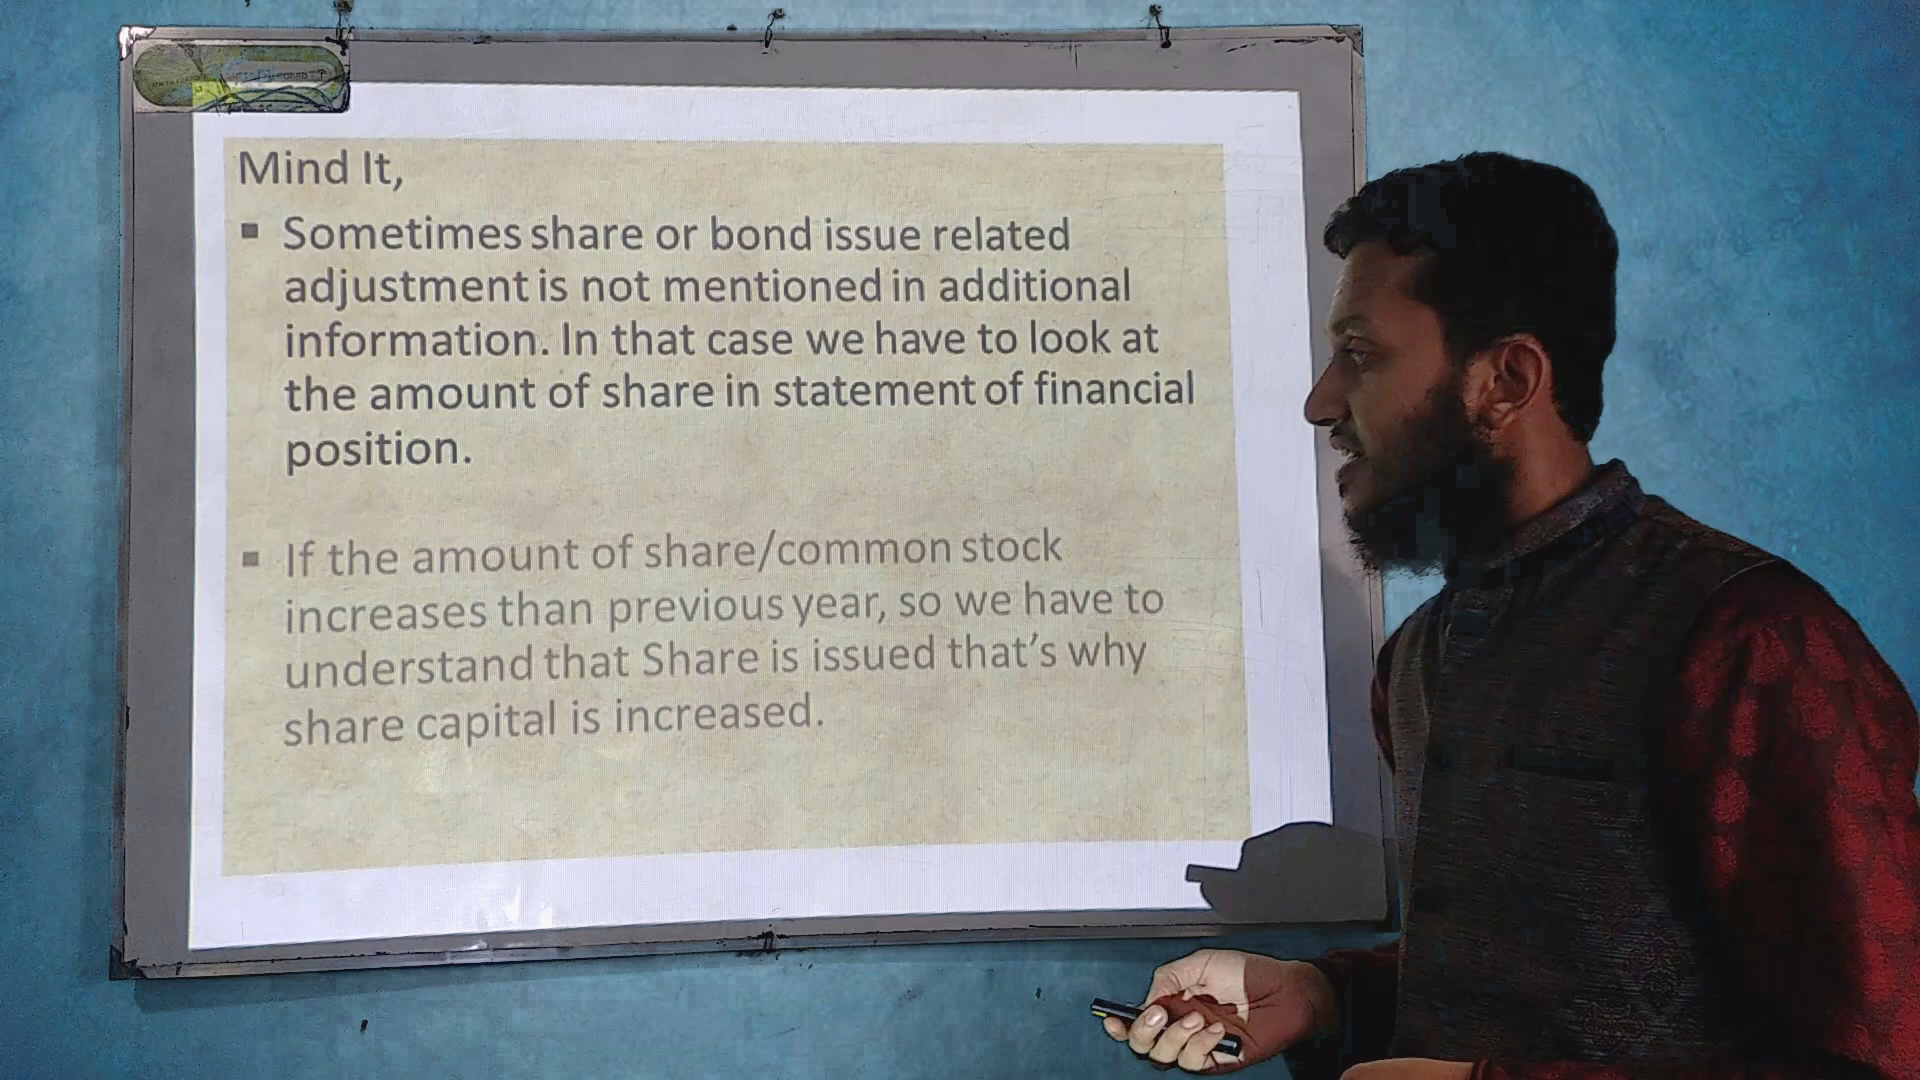 Mind It,
▪ Sometimes share or bond issue related
adjustment is not mentioned in additional
information. In that case we have to look at
the amount of share in statement of financial
position.
▪ If the amount of share/common stock
increases than previous year, so we have to
understand that Share is issued that's why
share capital is increased.